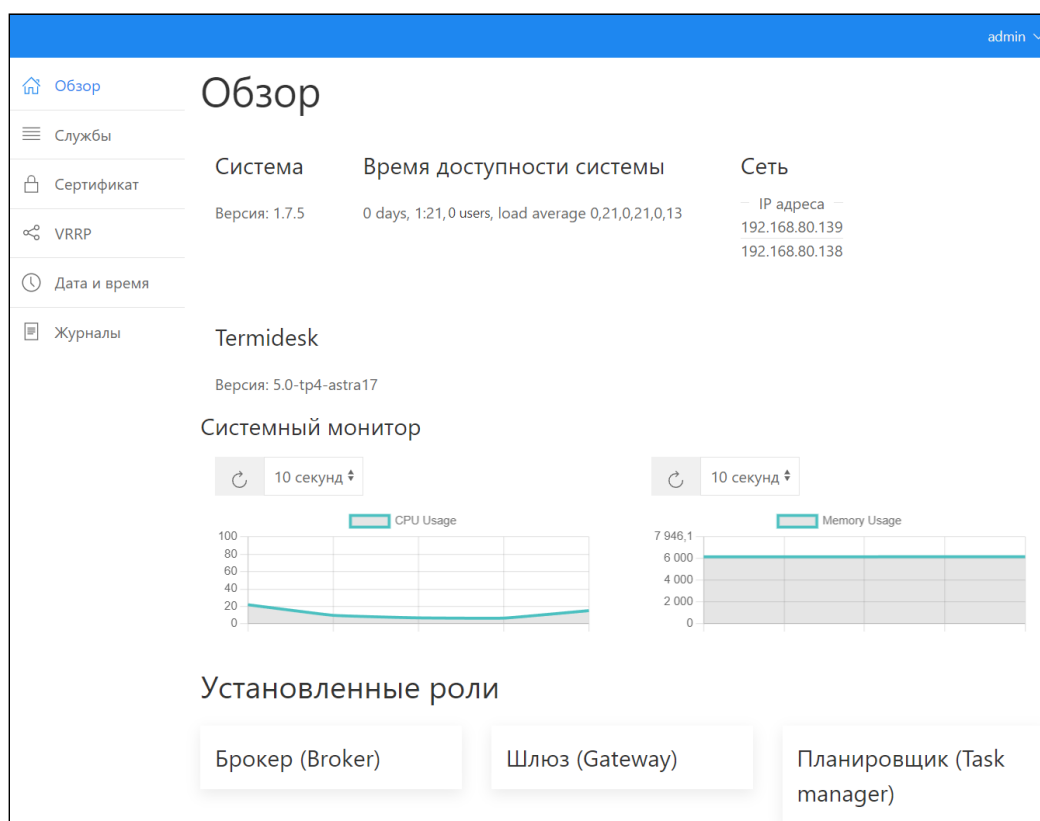 admin
Обзор
Службы
Сертификат
VRRP
Дата и время
Журналы
Обзор
Система
Версия: 1.7.5
Время доступности системы
0 days, 1:21, 0 users, load average 0,21,0,21,0,13
Сеть
IP адреса
192.168.80.139
192.168.80.138
Termidesk
Версия: 5.0-tp4-astra17
Системный монитор
10 секунд
CPU Usage
100
80
60
40
20
0
10 секунд
Memory Usage
7 946,1
6 000
4 000
2 000
0
Установленные роли
Брокер (Broker)
Шлюз (Gateway)
Планировщик (Task
manager)